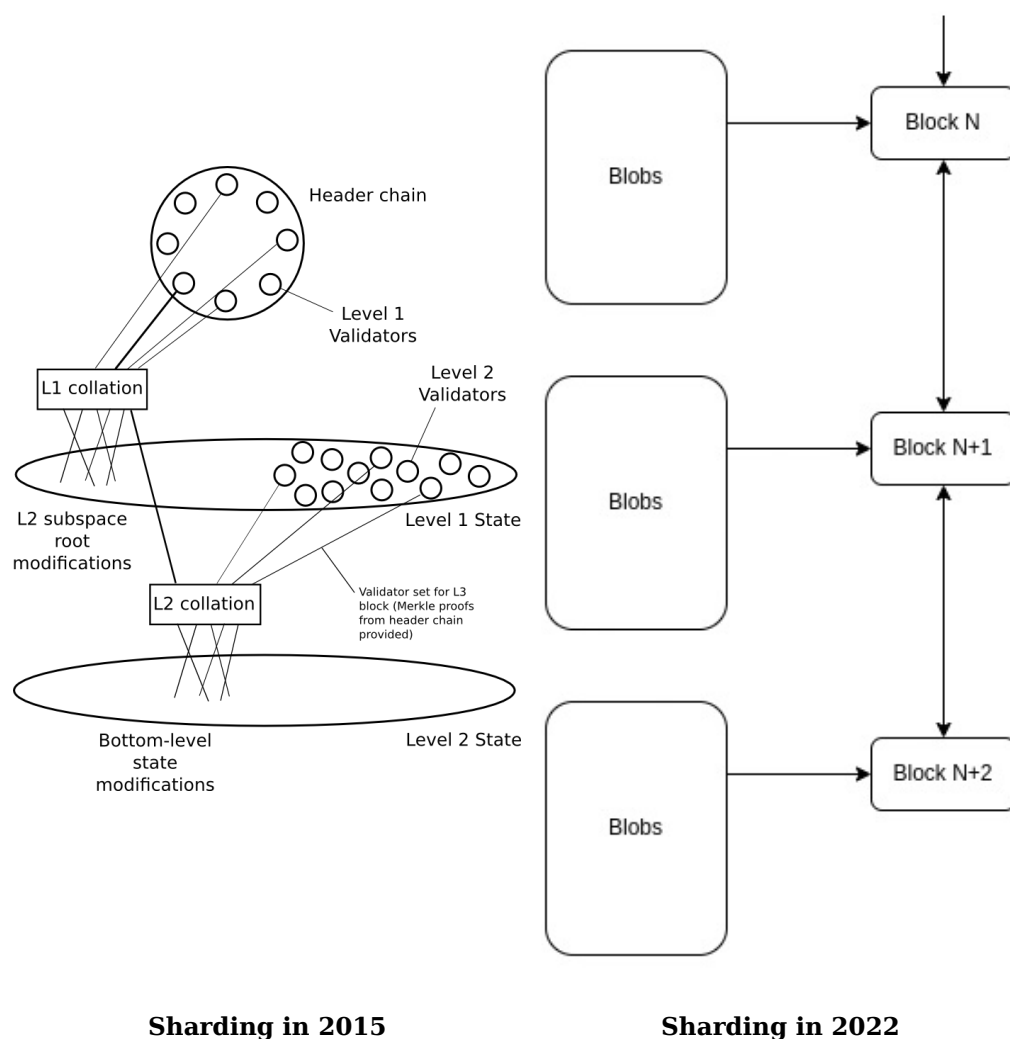 Header chain
Level 1
Validators
L1 collation
Level 2
Validators
L2 subspace
root
modifications
Level 1 State
L2 collation
Validator set for L3
block (Merkle proofs
from header chain
provided)
Bottom-level
state
modifications
Level 2 State
Sharding in 2015
Blobs
Block N
Blobs
Block N+1
Blobs
Block N+2
Sharding in 2022